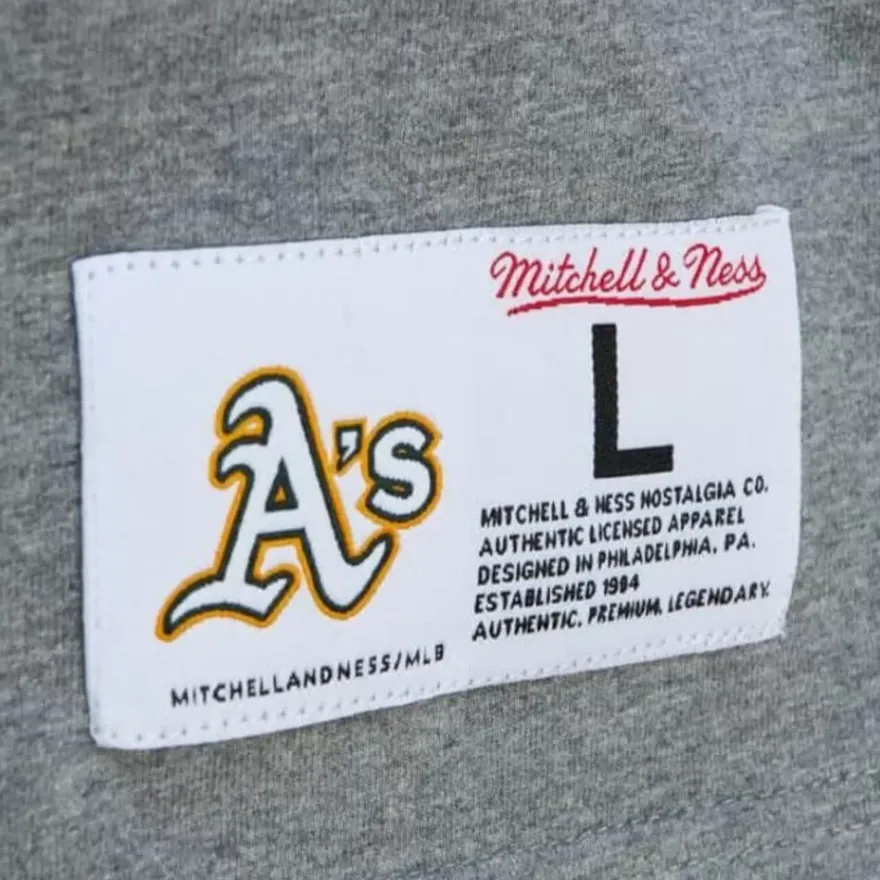 Mitchell & Ness
L
A's
MITCHELL & NESS NOSTALGIA CO.
AUTHENTIC LICENSED APPAREL
DESIGNED IN PHILADELPHIA, PA.
ESTABLISHED 1904
AUTHENTIC. PREMIUM. LEGENDARY.
MITCHELLANDNESS/MLB